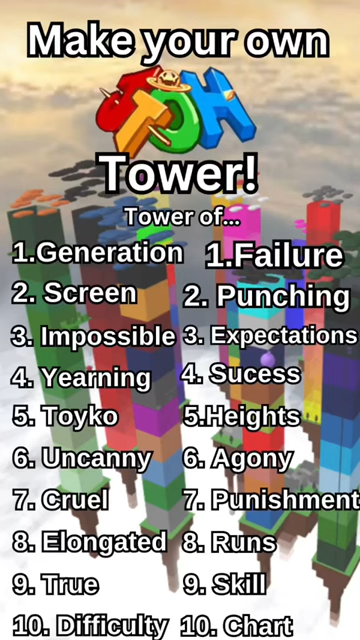 Make your own
JTOH
Tower!
Tower of...
1.Generation
2. Screen
3. Impossible
4. Yearning
5. Toyko
6. Uncanny
7. Cruel
8. Elongated
9. True
10. Difficulty
1.Failure
2. Punching
3. Expectations
4. Sucess
5.Heights
6. Agony
7. Punishment
8. Runs
9. Skill
10. Chart